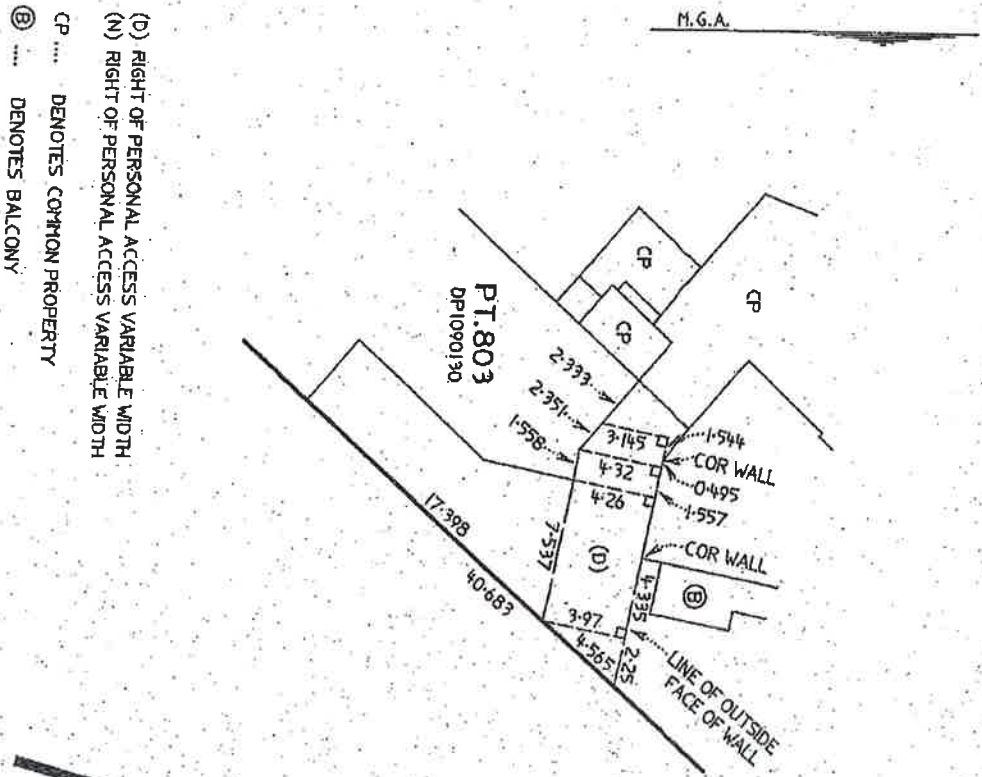 M.G.A.
CP
CP
CP
PT.803
DP1090130
2·333
2·351
1·558
3·145
4·32
4·26
1·544
COR WALL
0·495
1·557
COR WALL
(D)
7·537
4·335
B
3·97
4·565
2·25
LINE OF OUTSIDE
FACE OF WALL
17·398
40·683
(D) RIGHT OF PERSONAL ACCESS VARIABLE WIDTH
(N) RIGHT OF PERSONAL ACCESS VARIABLE WIDTH
CP .... DENOTES COMMON PROPERTY
B .... DENOTES BALCONY